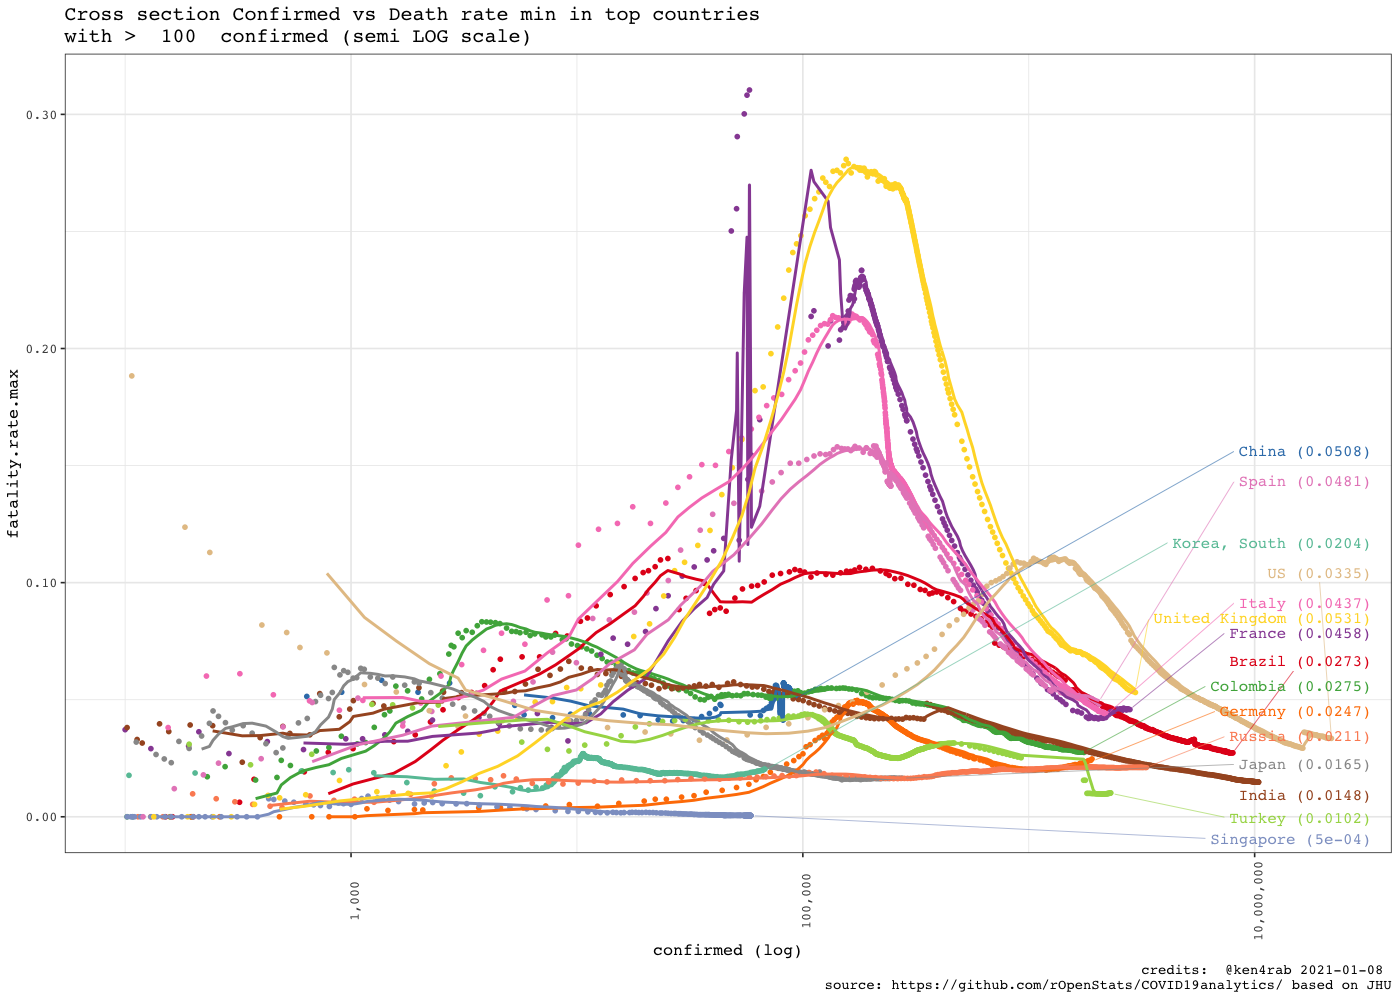 Cross section Confirmed vs Death rate min in top countries
with >  100  confirmed (semi LOG scale)
0.30
0.20
0.10
0.00
fatality.rate.max
China (0.0508)
Spain (0.0481)
Korea, South (0.0204)
US (0.0335)
Italy (0.0437)
United Kingdom (0.0531)
France (0.0458)
Brazil (0.0273)
Colombia (0.0275)
Germany (0.0247)
Russia (0.0211)
Japan (0.0165)
India (0.0148)
Turkey (0.0102)
Singapore (5e-04)
1,000
100,000
10,000,000
confirmed (log)
credits:  @ken4rab 2021-01-08
source: https://github.com/rOpenStats/COVID19analytics/ based on JHU